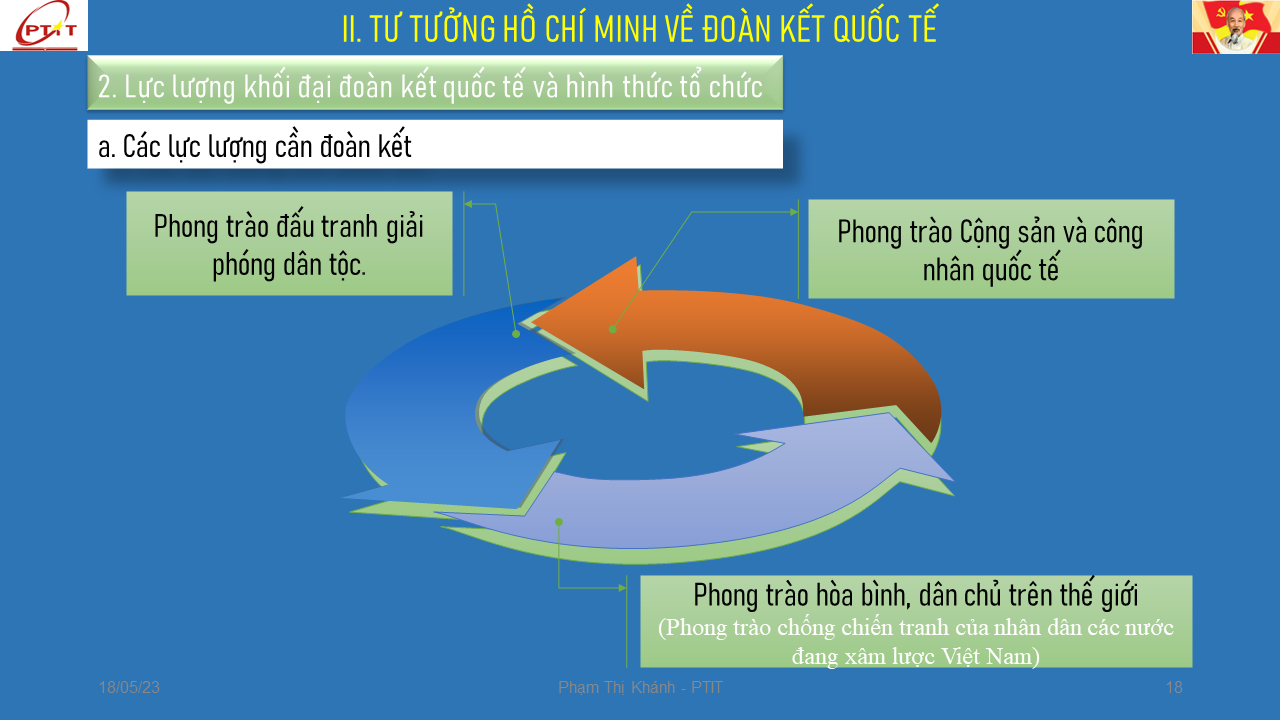 PTIT
II. TƯ TƯỞNG HỒ CHÍ MINH VỀ ĐOÀN KẾT QUỐC TẾ
2. Lực lượng khối đại đoàn kết quốc tế và hình thức tổ chức
a. Các lực lượng cần đoàn kết
Phong trào đấu tranh giải
phóng dân tộc.
Phong trào Cộng sản và công
nhân quốc tế
Phong trào hòa bình, dân chủ trên thế giới
(Phong trào chống chiến tranh của nhân dân các nước
đang xâm lược Việt Nam)
18/05/23
Phạm Thị Khánh - PTIT
18